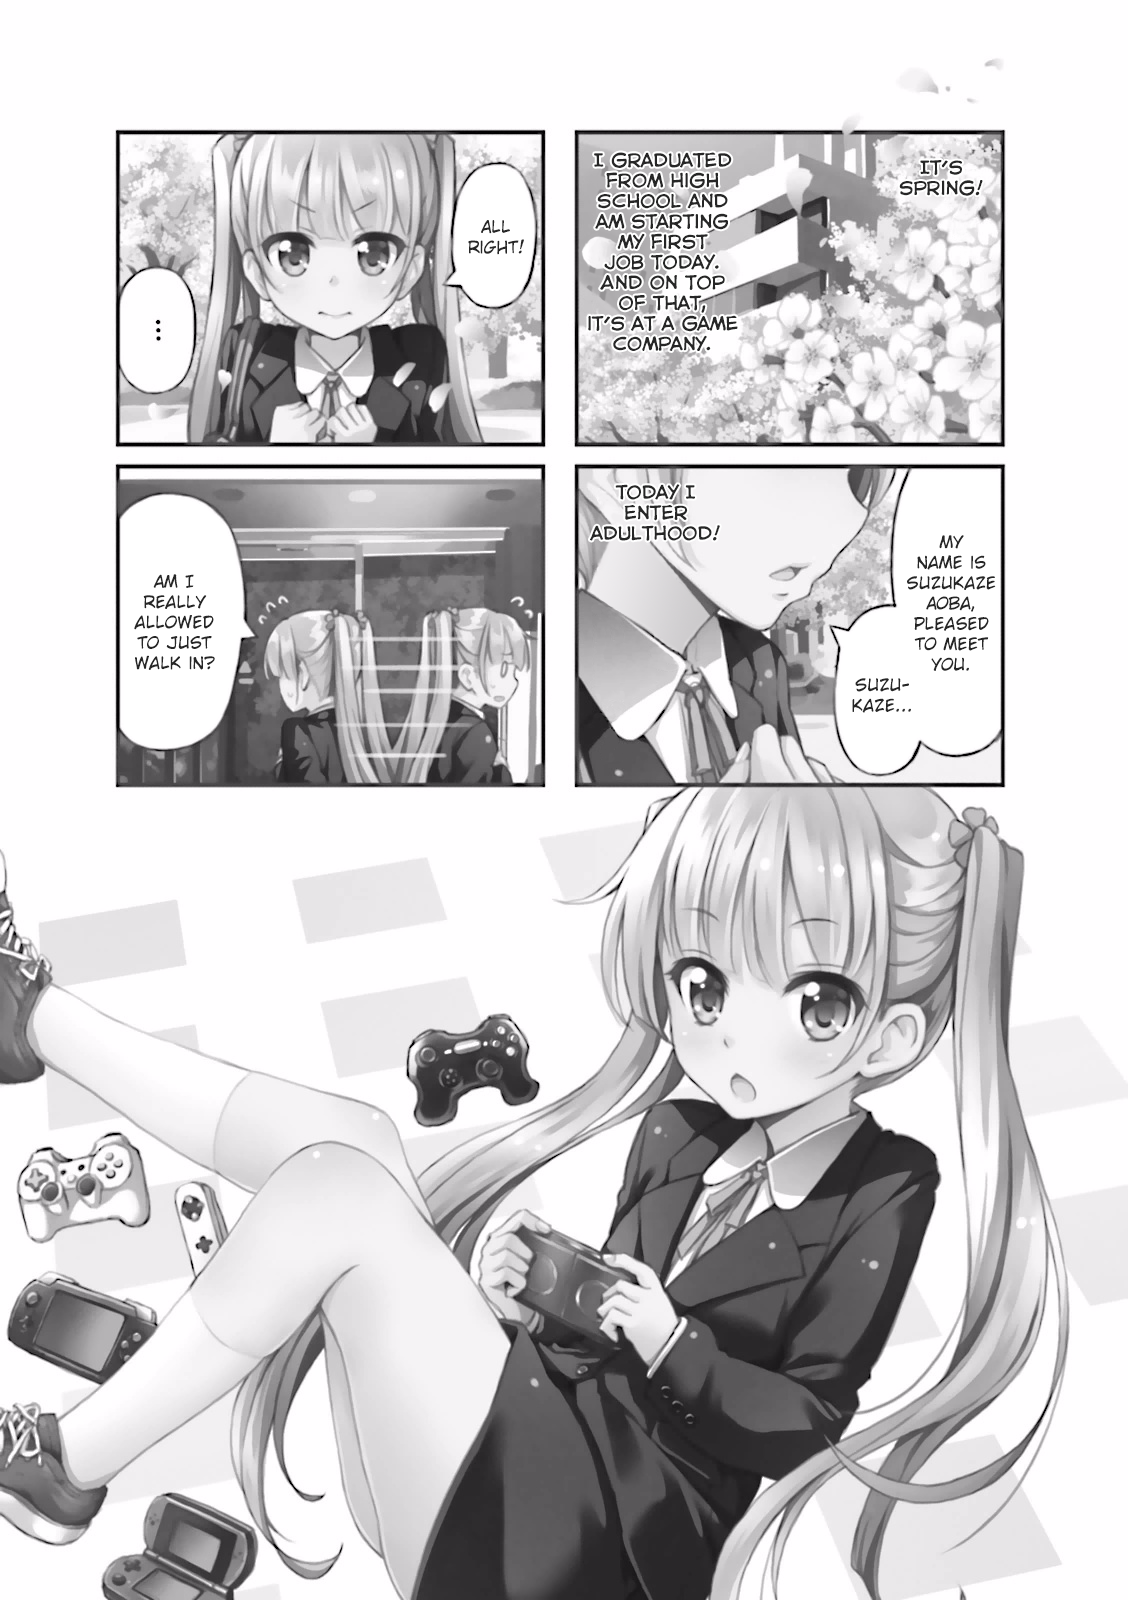 IT'S
SPRING!
I GRADUATED
FROM HIGH
SCHOOL AND
AM STARTING
MY FIRST
JOB TODAY.
AND ON TOP
OF THAT,
IT'S AT A GAME
COMPANY.
MY
NAME IS
SUZUKAZE
AOBA,
PLEASED
TO MEET
YOU.
SUZU-
KAZE...
TODAY I
ENTER
ADULTHOOD!
ALL
RIGHT!
...
AM I
REALLY
ALLOWED
TO JUST
WALK IN?